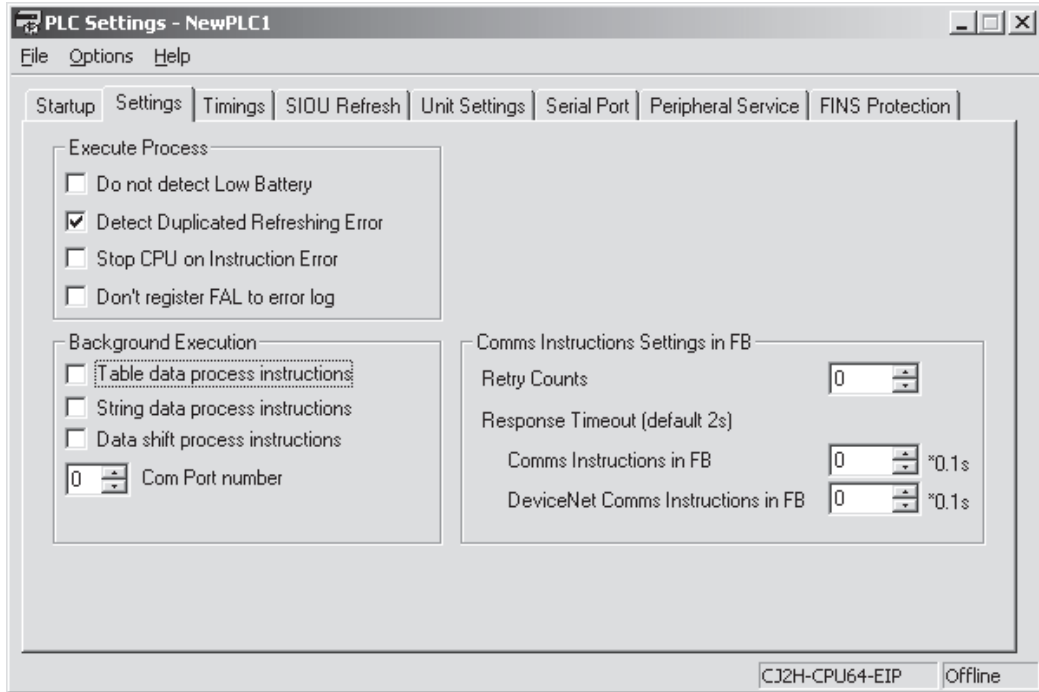 PLC Settings - NewPLC1
File Options Help
Startup Settings Timings SIOU Refresh Unit Settings Serial Port Peripheral Service FINS Protection
Execute Process
Do not detect Low Battery
Detect Duplicated Refreshing Error
Stop CPU on Instruction Error
Don't register FAL to error log
Background Execution
Table data process instructions
String data process instructions
Data shift process instructions
0 Com Port number
Comms Instructions Settings in FB
Retry Counts 0
Response Timeout (default 2s)
Comms Instructions in FB 0 *0.1s
DeviceNet Comms Instructions in FB 0 *0.1s
CJ2H-CPU64-EIP Offline